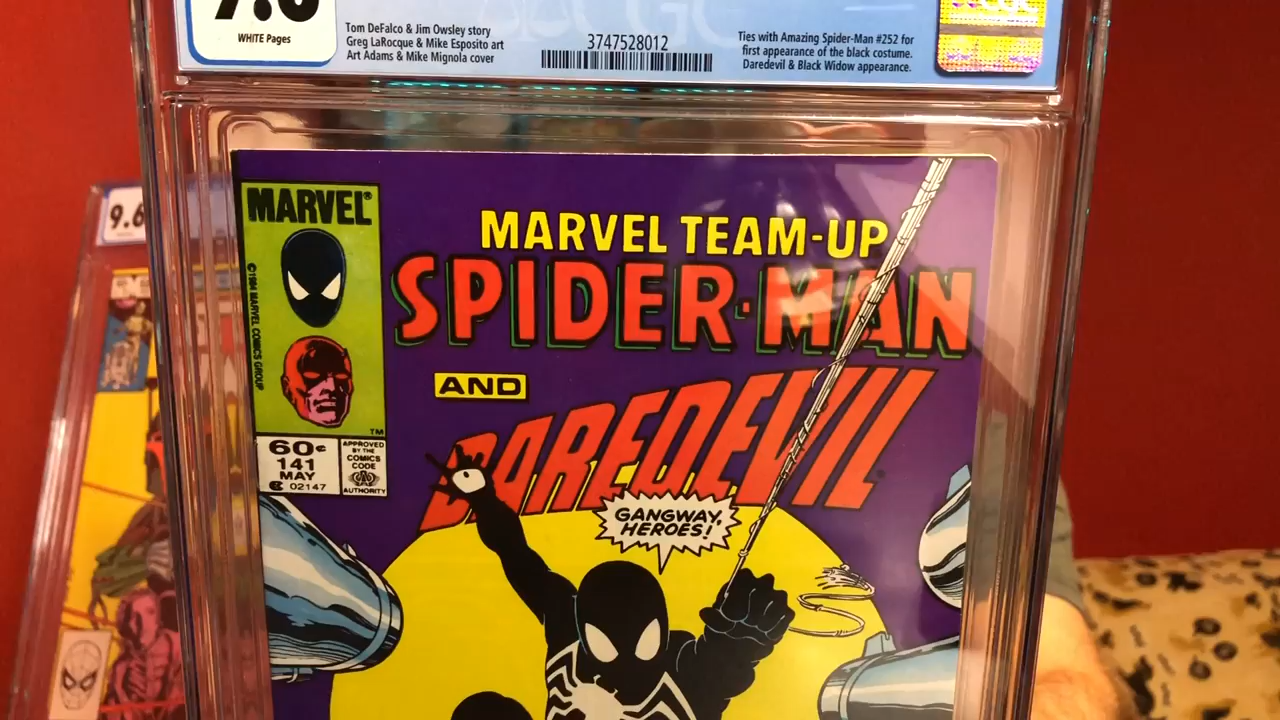 WHITE Pages
Tom DeFalco & Jim Owsley story
Greg LaRocque & Mike Esposito art
Art Adams & Mike Mignola cover
3747528012
Ties with Amazing Spider-Man #252 for
first appearance of the black costume.
Daredevil & Black Widow appearance.
9.6
MARVEL®
©1984 MARVEL COMICS GROUP
TM
60¢
141
MAY
02147
APPROVED
BY THE
COMICS
CODE
AUTHORITY
MARVEL TEAM-UP
SPIDER-MAN
AND
DAREDEVIL
GANGWAY,
HEROES!